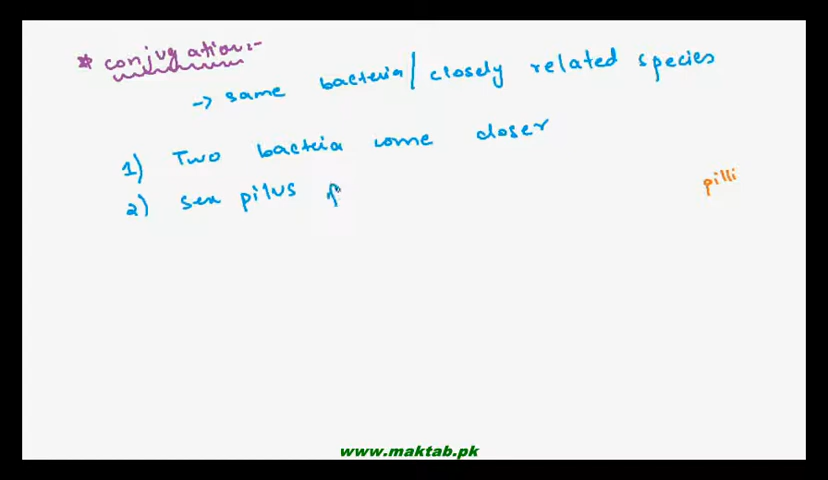 * conjugation:-
-> same bacteria / closely related species
1) Two bacteria come closer
2) sex pilus f
pilli
www.maktab.pk